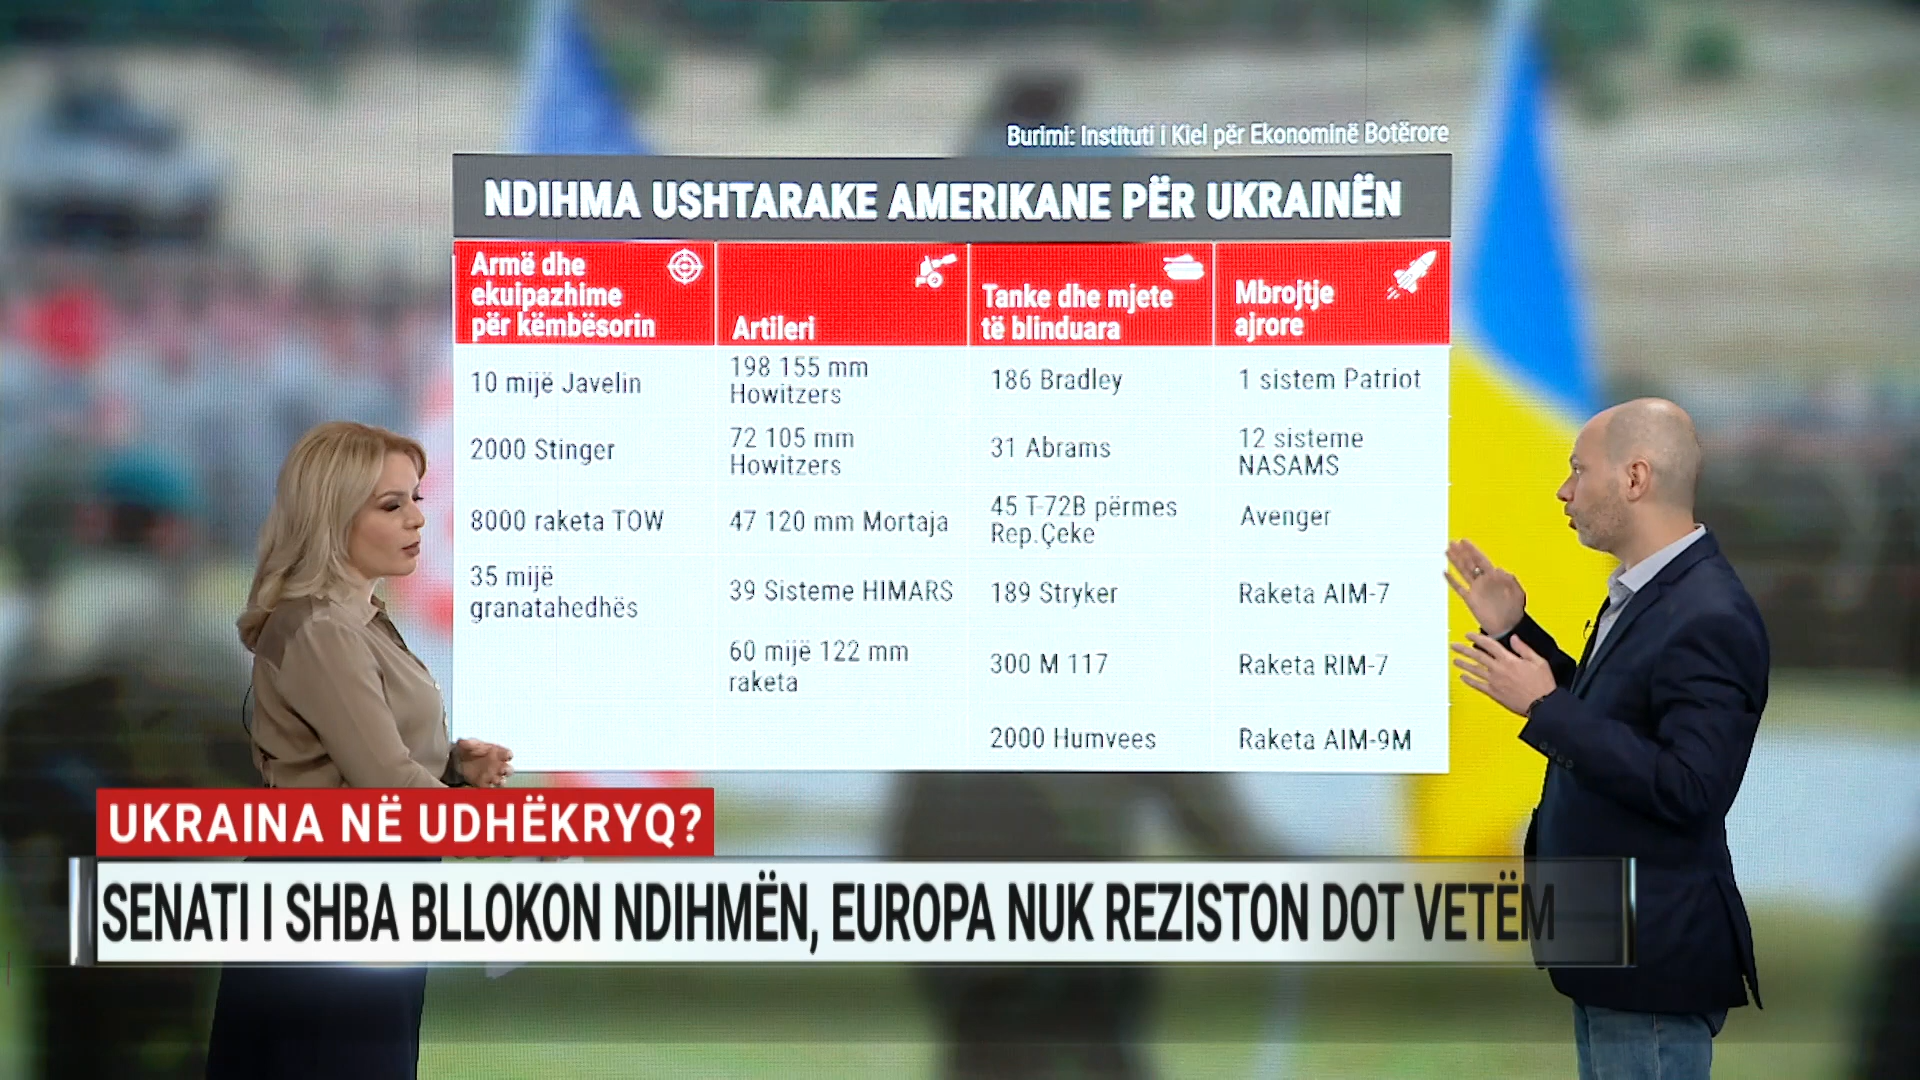 Burimi: Instituti i Kiel për Ekonominë Botërore
NDIHMA USHTARAKE AMERIKANE PËR UKRAINËN
Armë dhe
ekuipazhime
për këmbësorin
10 mijë Javelin
2000 Stinger
8000 raketa TOW
35 mijë
granatahedhës
Artileri
198 155 mm
Howitzers
72 105 mm
Howitzers
47 120 mm Mortaja
39 Sisteme HIMARS
60 mijë 122 mm
raketa
Tanke dhe mjete
të blinduara
186 Bradley
31 Abrams
45 T-72B përmes
Rep.Çeke
189 Stryker
300 M 117
2000 Humvees
Mbrojtje
ajrore
1 sistem Patriot
12 sisteme
NASAMS
Avenger
Raketa AIM-7
Raketa RIM-7
Raketa AIM-9M
UKRAINA NË UDHËKRYQ?
SENATI I SHBA BLLOKON NDIHMËN, EUROPA NUK REZISTON DOT VETËM